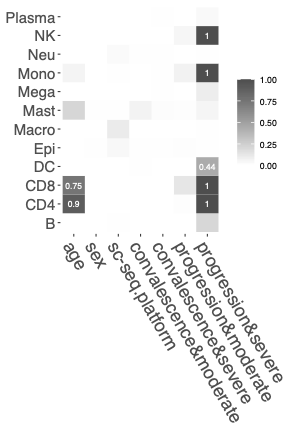 Plasma
NK
1
Neu
Mono
1
Mega
Mast
Macro
Epi
DC
0.44
CD8
0.75
1
CD4
0.9
1
B
1.00
0.75
0.50
0.25
0.00
age
sex
sc-seq.platform
convalescence&moderate
convalescence&severe
progression&moderate
progression&severe